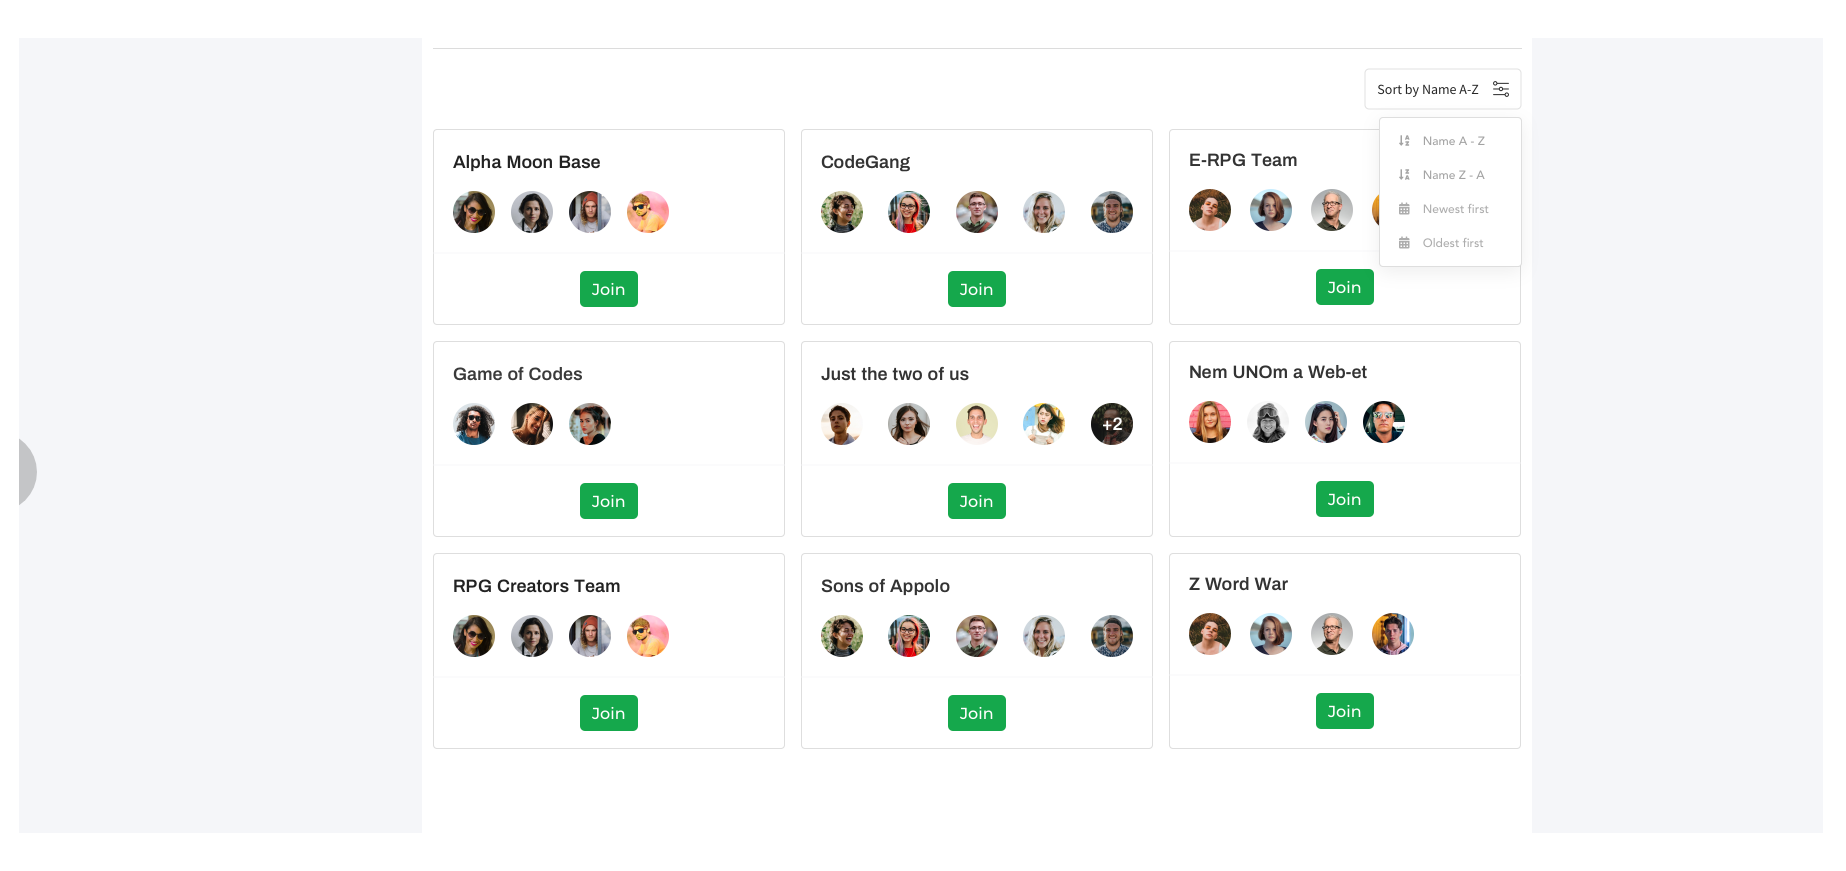 Sort by Name A-Z
Name A - Z
Name Z - A
Newest first
Oldest first
Alpha Moon Base
CodeGang
E-RPG Team
Join
Join
Join
Game of Codes
Just the two of us
Nem UNOm a Web-et
+2
Join
Join
Join
RPG Creators Team
Sons of Appolo
Z Word War
Join
Join
Join